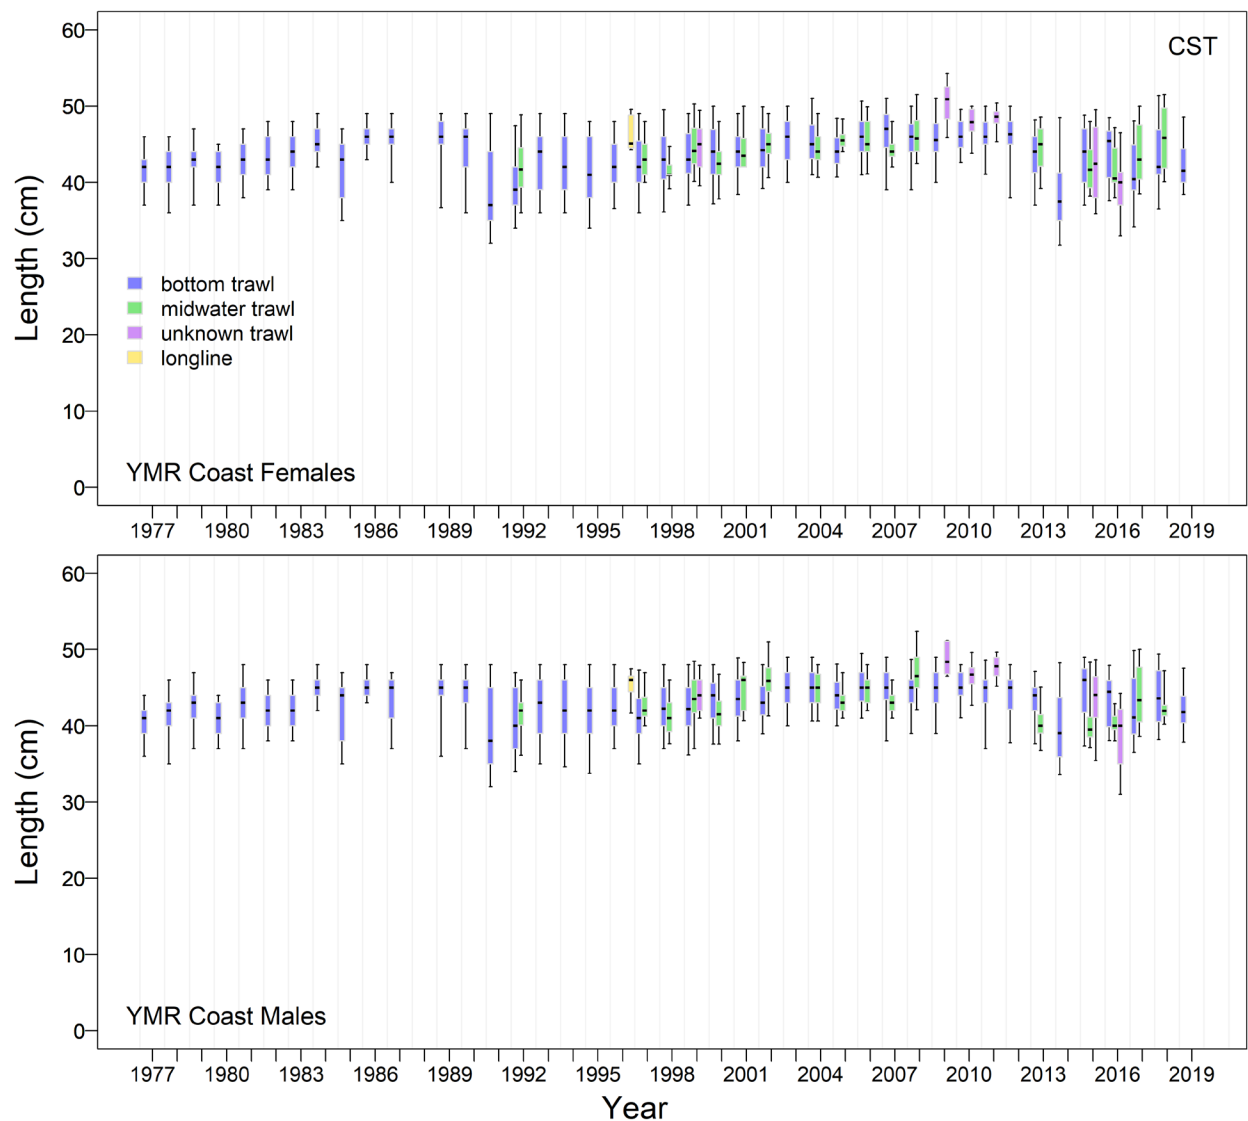 60
50
40
30
20
10
0
Length (cm)
CST
bottom trawl
midwater trawl
unknown trawl
longline
YMR Coast Females
1977 1980 1983 1986 1989 1992 1995 1998 2001 2004 2007 2010 2013 2016 2019
60
50
40
30
20
10
0
Length (cm)
YMR Coast Males
1977 1980 1983 1986 1989 1992 1995 1998 2001 2004 2007 2010 2013 2016 2019
Year